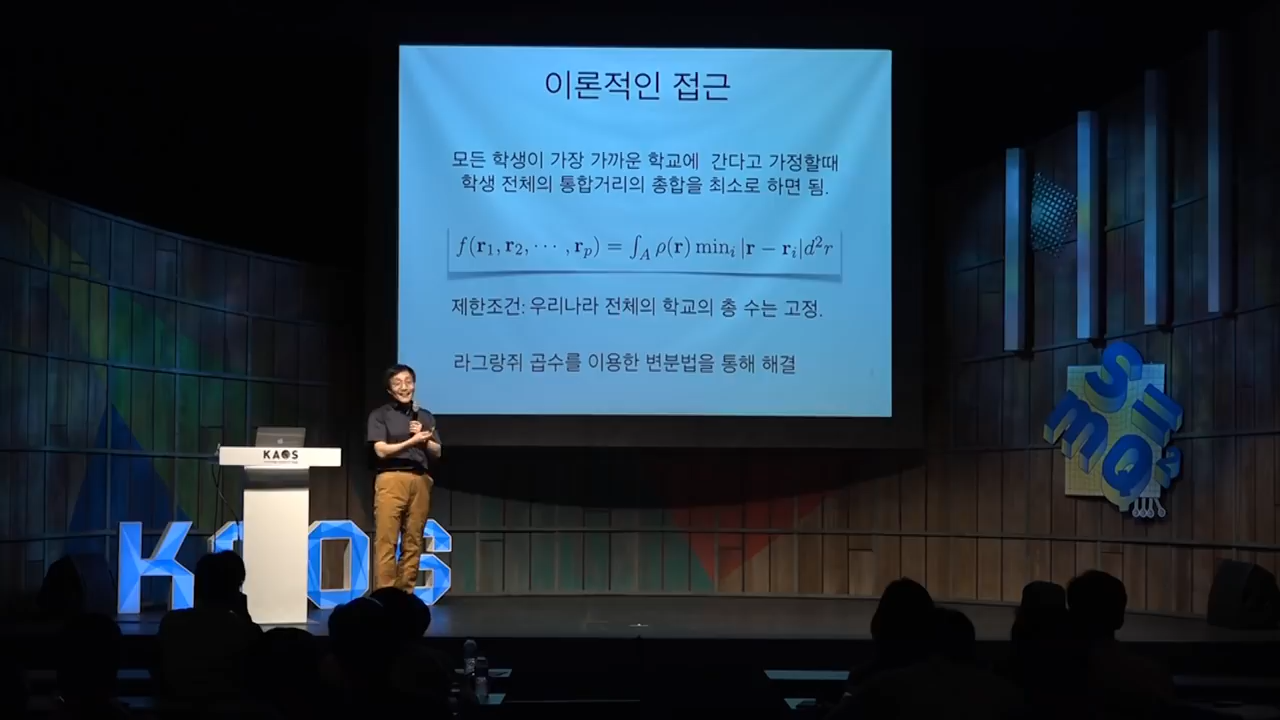 이론적인 접근
모든 학생이 가장 가까운 학교에 간다고 가정할때
학생 전체의 통합거리의 총합을 최소로 하면 됨.
f(r₁, r₂, ⋯ , rₚ) = ∫_A ρ(r) minᵢ |r − rᵢ|d²r
제한조건: 우리나라 전체의 학교의 총 수는 고정.
라그랑쥐 곱수를 이용한 변분법을 통해 해결
KAOS